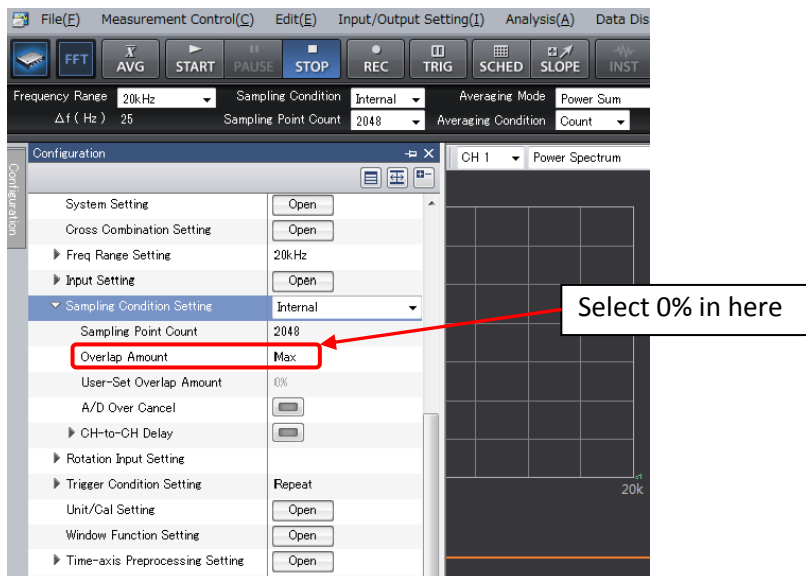 File(F) Measurement Control(C) Edit(E) Input/Output Setting(I) Analysis(A) Data Dis
FFT X AVG START PAUSE STOP REC TRIG SCHED SLOPE INST
Frequency Range 20kHz Sampling Condition Internal Averaging Mode Power Sum
Δf ( Hz ) 25 Sampling Point Count 2048 Averaging Condition Count
Configuration
CH 1 Power Spectrum
Configuration
System Setting Open
Cross Combination Setting Open
Freq Range Setting 20kHz
Input Setting Open
Sampling Condition Setting Internal
Select 0% in here
Sampling Point Count 2048
Overlap Amount Max
User-Set Overlap Amount 0%
A/D Over Cancel
CH-to-CH Delay
Rotation Input Setting
Trigger Condition Setting Repeat
20k
Unit/Cal Setting Open
Window Function Setting Open
Time-axis Preprocessing Setting Open